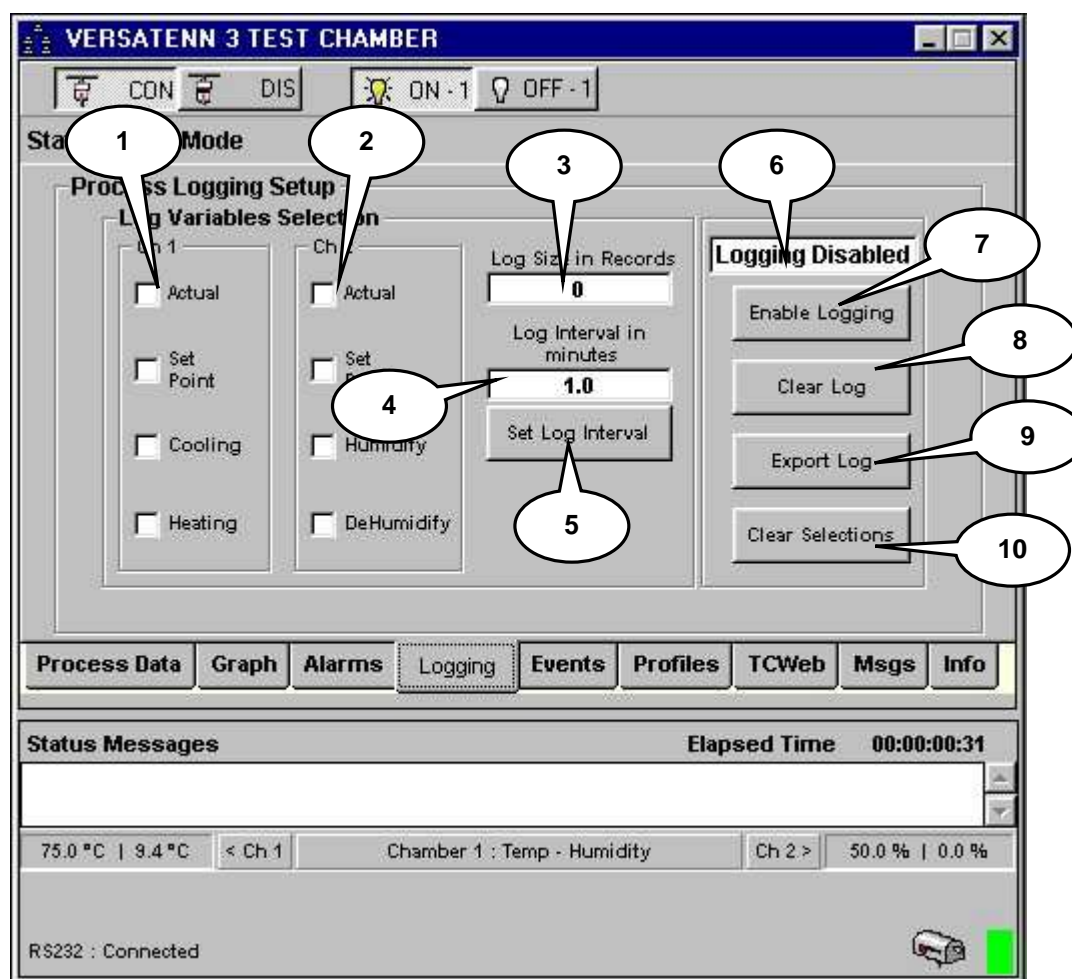 VERSATENN 3 TEST CHAMBER
CON DIS ON - 1 OFF - 1
1 2 3 6 7 8 4 9 5 10
Mode
Process Logging Setup
Log Variables Selection
Ch 1
Actual
Set
Point
Cooling
Heating
Ch
Actual
Set
Humidify
DeHumidify
Log Size in Records
0
Log Interval in
minutes
1.0
Set Log Interval
Logging Disabled
Enable Logging
Clear Log
Export Log
Clear Selections
Process Data Graph Alarms Logging Events Profiles TCWeb Msgs Info
Status Messages Elapsed Time 00:00:00:31
75.0 °C | 9.4 °C < Ch 1 Chamber 1 : Temp - Humidity Ch 2 > 50.0 % | 0.0 %
RS232 : Connected